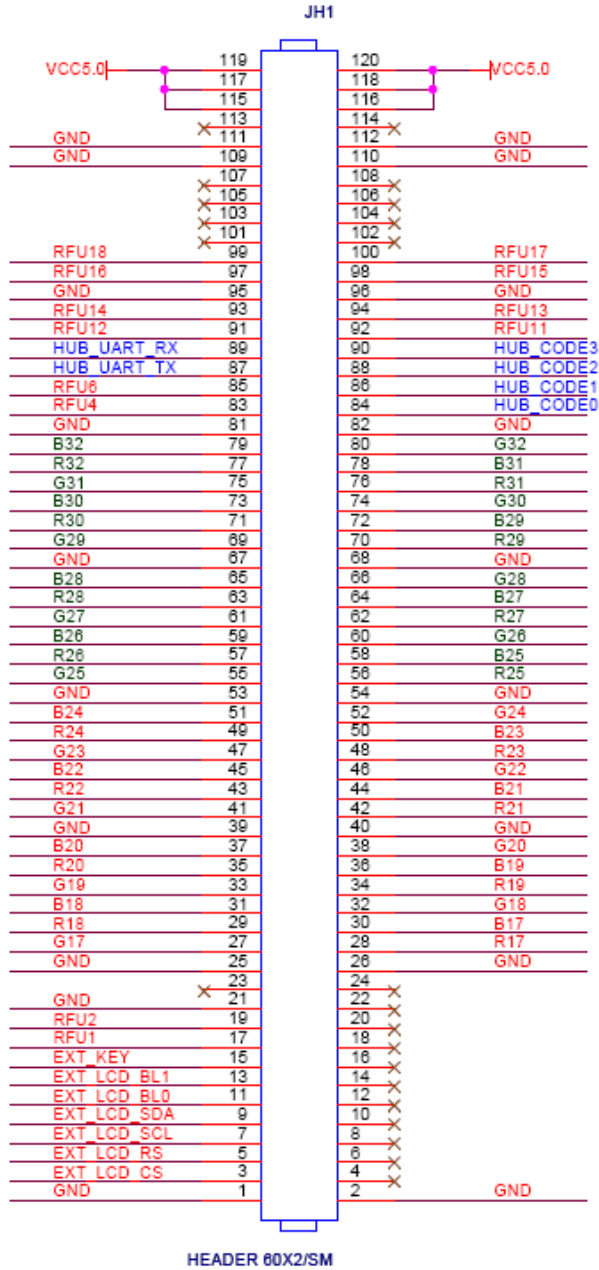 JH1
VCC5.0 119 120 VCC5.0
117 118
115 116
113 114
GND 111 112 GND
GND 109 110 GND
107 108
105 106
103 104
101 102
RFU18 99 100 RFU17
RFU16 97 98 RFU15
GND 95 96 GND
RFU14 93 94 RFU13
RFU12 91 92 RFU11
HUB_UART_RX 89 90 HUB_CODE3
HUB_UART_TX 87 88 HUB_CODE2
RFU6 85 86 HUB_CODE1
RFU4 83 84 HUB_CODE0
GND 81 82 GND
B32 79 80 G32
R32 77 78 B31
G31 75 76 R31
B30 73 74 G30
R30 71 72 B29
G29 69 70 R29
GND 67 68 GND
B28 65 66 G28
R28 63 64 B27
G27 61 62 R27
B26 59 60 G26
R26 57 58 B25
G25 55 56 R25
GND 53 54 GND
B24 51 52 G24
R24 49 50 B23
G23 47 48 R23
B22 45 46 G22
R22 43 44 B21
G21 41 42 R21
GND 39 40 GND
B20 37 38 G20
R20 35 36 B19
G19 33 34 R19
B18 31 32 G18
R18 29 30 B17
G17 27 28 R17
GND 25 26 GND
23 24
GND 21 22
RFU2 19 20
RFU1 17 18
EXT_KEY 15 16
EXT_LCD_BL1 13 14
EXT_LCD_BL0 11 12
EXT_LCD_SDA 9 10
EXT_LCD_SCL 7 8
EXT_LCD_RS 5 6
EXT_LCD_CS 3 4
GND 1 2 GND
HEADER 60X2/SM